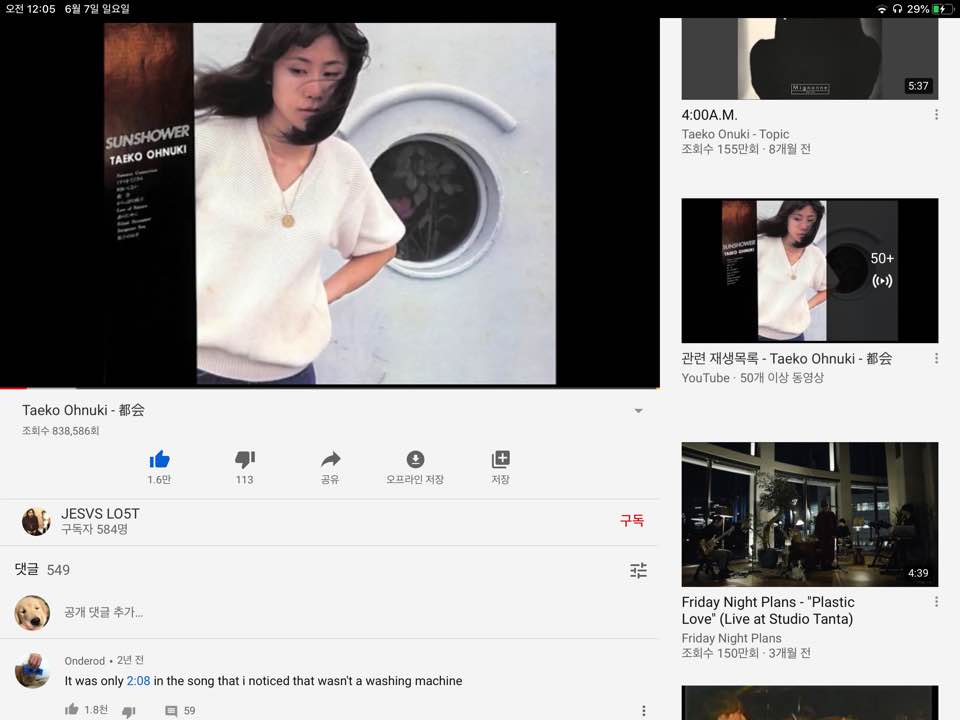 오전 12:05 6월 7일 일요일
29%
SUNSHOWER
TAEKO OHNUKI
Taeko Ohnuki - 都会
조회수 838,586회
1.6만
113
공유
오프라인 저장
저장
JESVS LO5T
구독자 584명
구독
댓글 549
공개 댓글 추가...
Onderod • 2년 전
It was only 2:08 in the song that i noticed that wasn't a washing machine
1.8천
59
Mignonne
5:37
4:00A.M.
Taeko Onuki - Topic
조회수 155만회 · 8개월 전
SUNSHOWER
TAEKO OHNUKI
50+
관련 재생목록 - Taeko Ohnuki - 都会
YouTube · 50개 이상 동영상
4:39
Friday Night Plans - "Plastic
Love" (Live at Studio Tanta)
Friday Night Plans
조회수 150만회 · 3개월 전